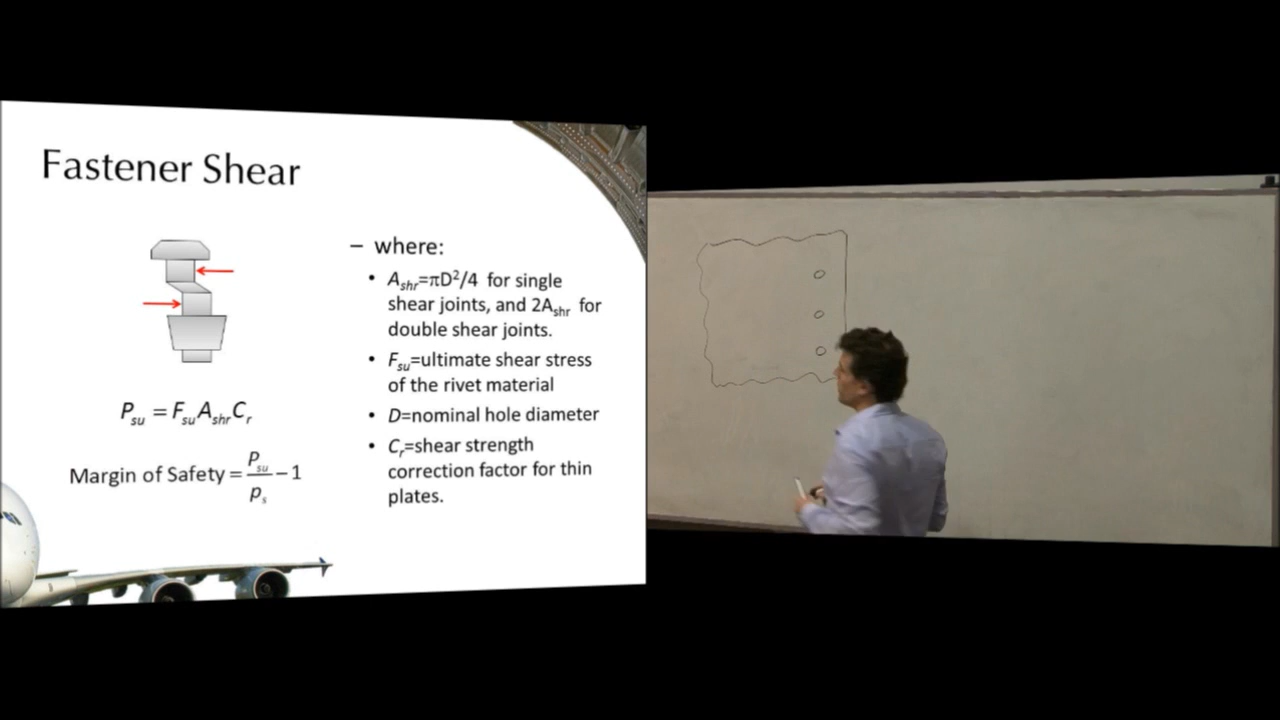 Fastener Shear
– where:
• A_shr=πD²/4 for single
shear joints, and 2A_shr for
double shear joints.
• F_su=ultimate shear stress
of the rivet material
• D=nominal hole diameter
• C_r=shear strength
correction factor for thin
plates.
P_su = F_su A_shr C_r
Margin of Safety = P_su / p_s − 1